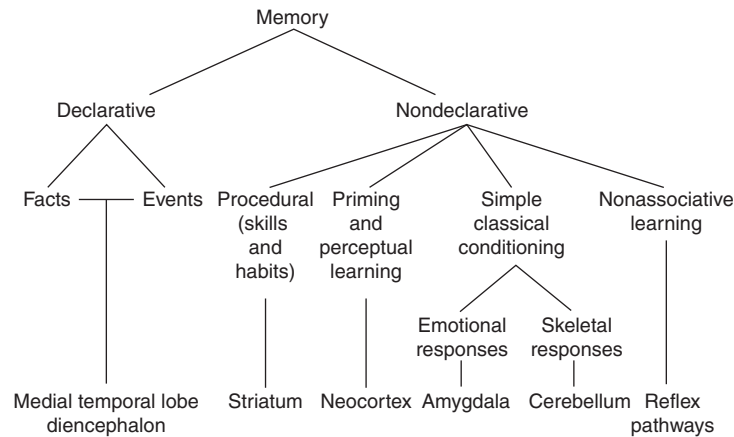 Memory
Declarative
Nondeclarative
Facts
Events
Procedural
(skills
and
habits)
Priming
and
perceptual
learning
Simple
classical
conditioning
Nonassociative
learning
Emotional
responses
Skeletal
responses
Medial temporal lobe
diencephalon
Striatum
Neocortex
Amygdala
Cerebellum
Reflex
pathways